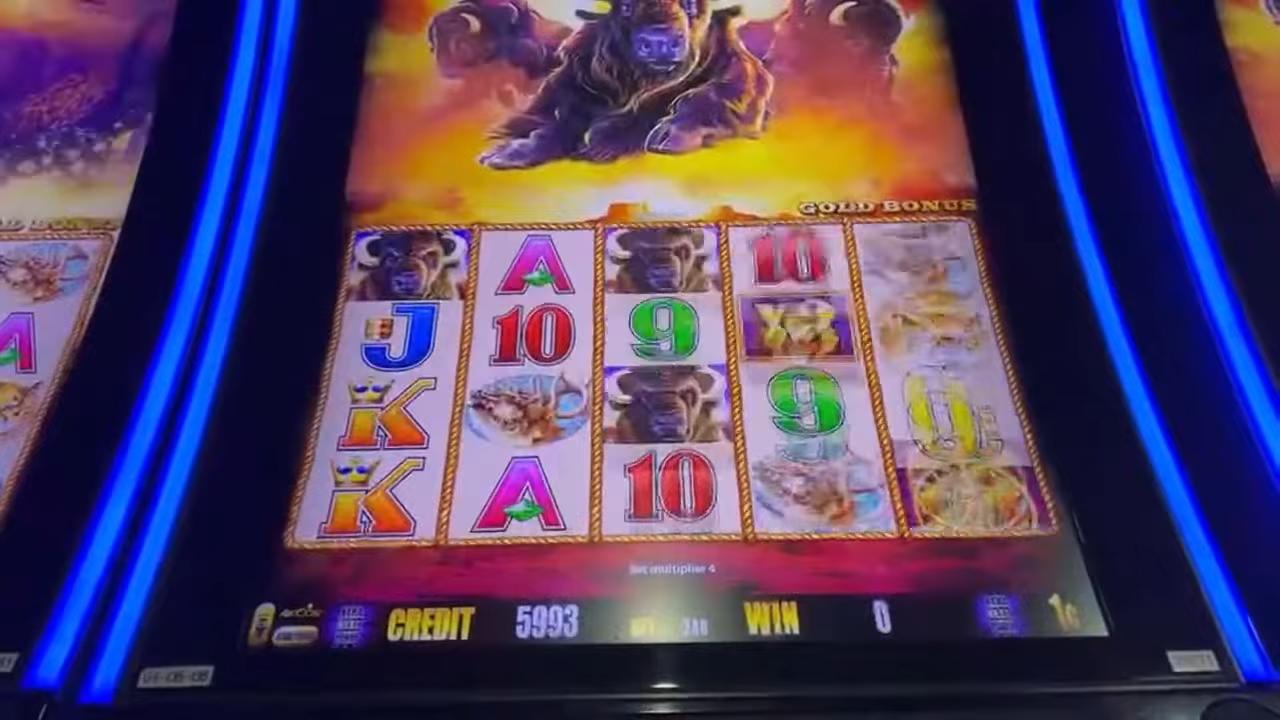 GOLD BONUS
A 10
J 10 9
K 9
K A 10
Bet multiplier 4
CREDIT 5993 WIN 0 1¢